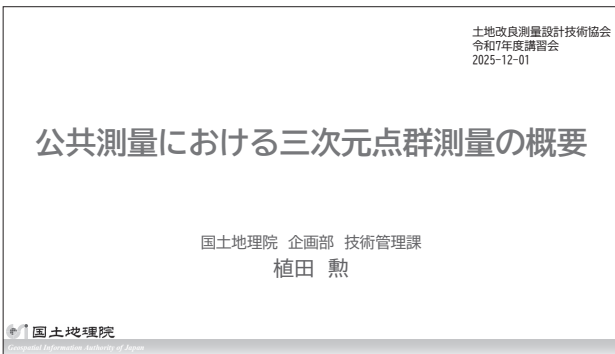 土地改良測量設計技術協会
令和7年度講習会
2025-12-01
公共測量における三次元点群測量の概要
国土地理院 企画部 技術管理課
植田 勲
国土地理院
Geospatial Information Authority of Japan